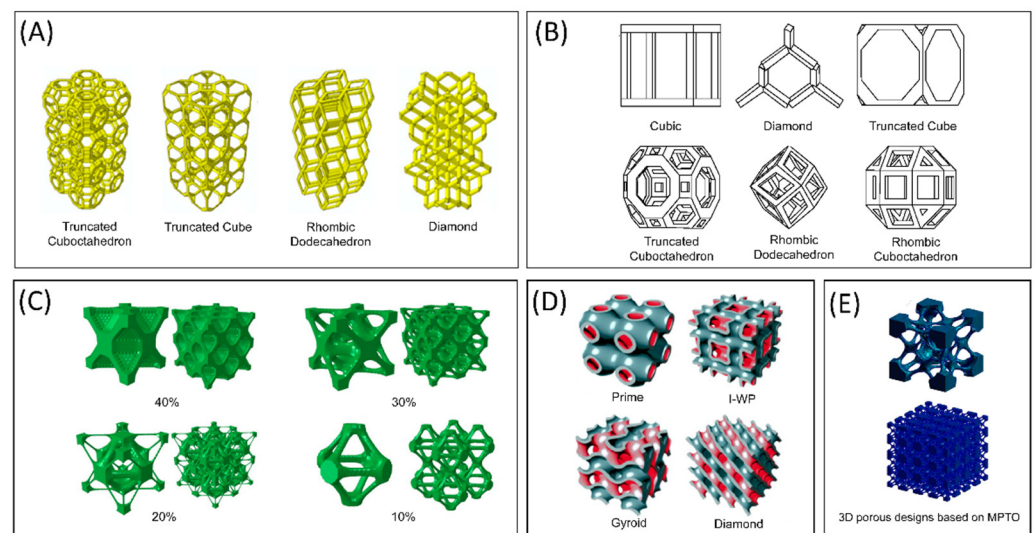 (A)
Truncated
Cuboctahedron
Truncated Cube
Rhombic
Dodecahedron
Diamond
(B)
Cubic
Diamond
Truncated Cube
Truncated
Cuboctahedron
Rhombic
Dodecahedron
Rhombic
Cuboctahedron
(C)
40%
30%
20%
10%
(D)
Prime
I-WP
Gyroid
Diamond
(E)
3D porous designs based on MPTO